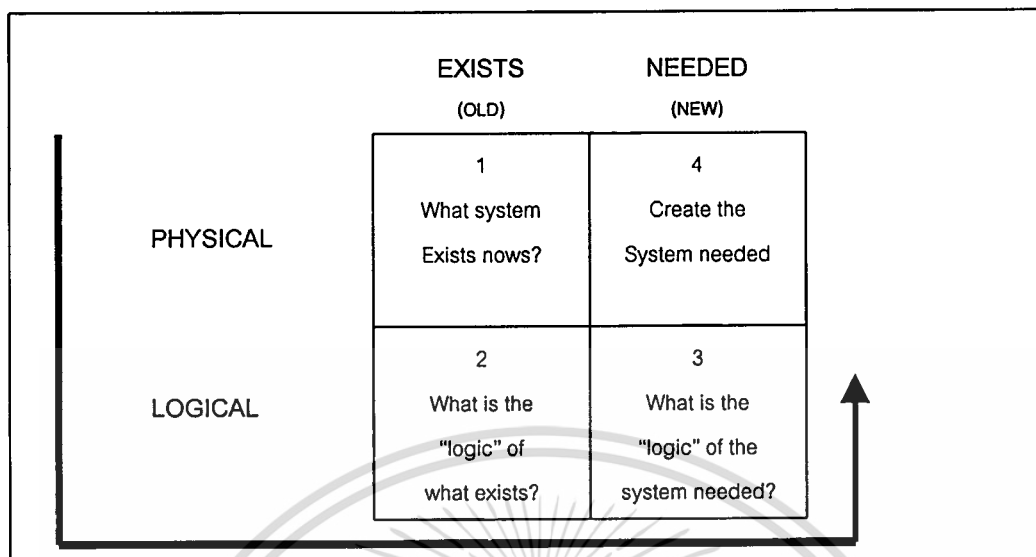 EXISTS NEEDED
(OLD) (NEW)
1 4
What system Create the
PHYSICAL Exists nows? System needed
2 3
LOGICAL What is the What is the
“logic” of “logic” of the
what exists? system needed?